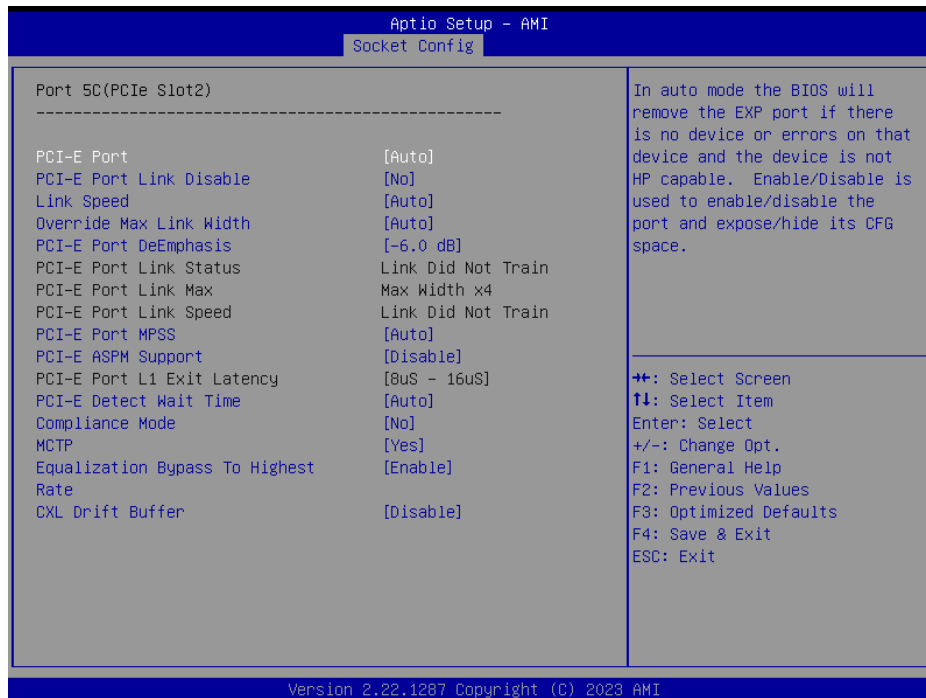 Aptio Setup – AMI
Socket Config
Port 5C(PCIe Slot2)
--------------------------------------------------
PCI-E Port [Auto]
PCI-E Port Link Disable [No]
Link Speed [Auto]
Override Max Link Width [Auto]
PCI-E Port DeEmphasis [-6.0 dB]
PCI-E Port Link Status Link Did Not Train
PCI-E Port Link Max Max Width x4
PCI-E Port Link Speed Link Did Not Train
PCI-E Port MPSS [Auto]
PCI-E ASPM Support [Disable]
PCI-E Port L1 Exit Latency [8uS - 16uS]
PCI-E Detect Wait Time [Auto]
Compliance Mode [No]
MCTP [Yes]
Equalization Bypass To Highest [Enable]
Rate
CXL Drift Buffer [Disable]
In auto mode the BIOS will
remove the EXP port if there
is no device or errors on that
device and the device is not
HP capable.  Enable/Disable is
used to enable/disable the
port and expose/hide its CFG
space.
→←: Select Screen
↑↓: Select Item
Enter: Select
+/-: Change Opt.
F1: General Help
F2: Previous Values
F3: Optimized Defaults
F4: Save & Exit
ESC: Exit
Version 2.22.1287 Copyright (C) 2023 AMI